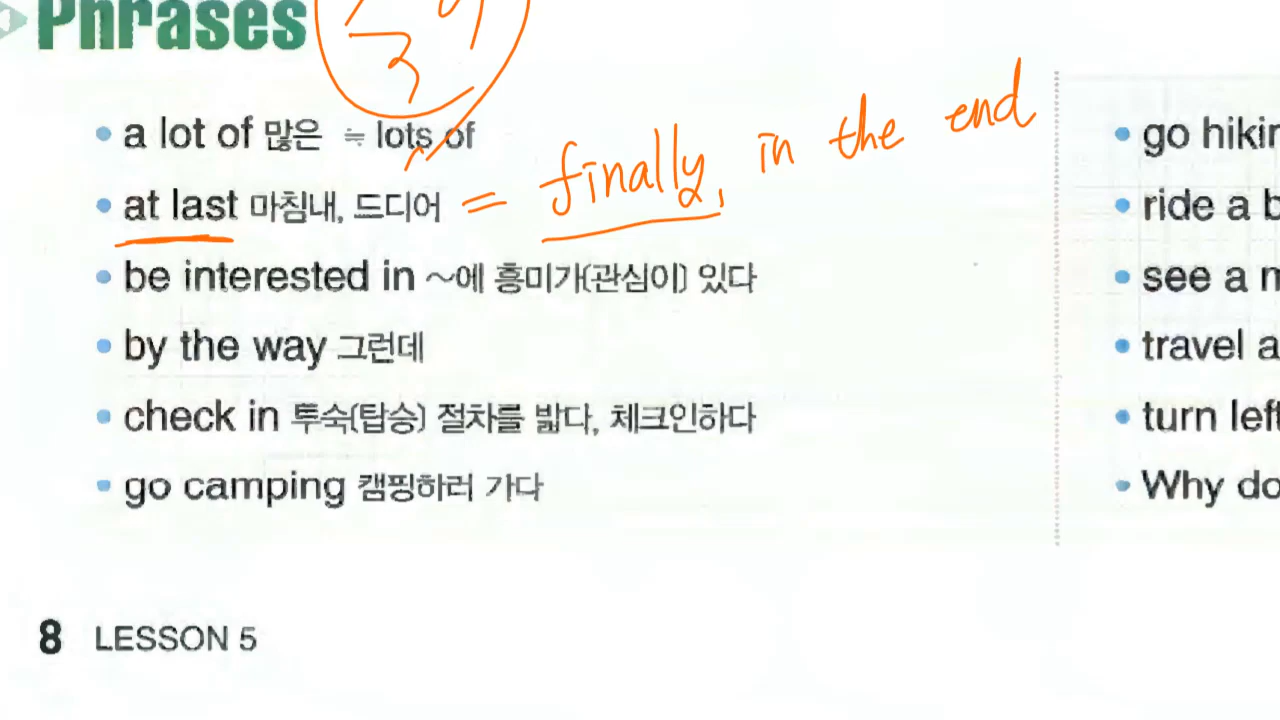 Phrases
a lot of 많은 ≒ lots of
at last 마침내, 드디어 = finally, in the end
be interested in ~에 흥미가(관심이) 있다
by the way 그런데
check in 투숙(탑승) 절차를 밟다, 체크인하다
go camping 캠핑하러 가다
go hikin
ride a b
see a m
travel a
turn left
Why do
8 LESSON 5